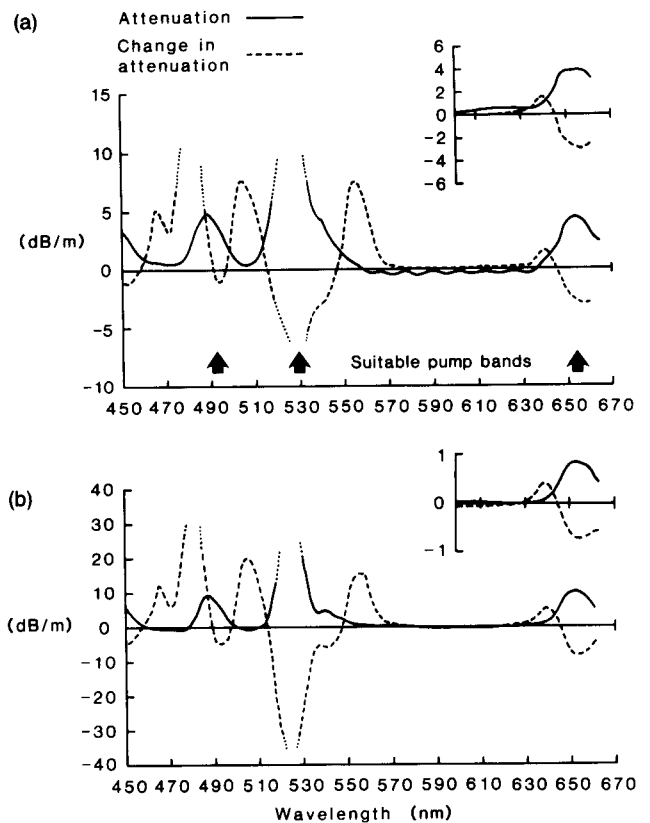 (a)
Attenuation
Change in
attenuation
6
4
2
0
−2
−4
−6
15
10
5
(dB/m)
0
−5
−10
Suitable pump bands
450 470 490 510 530 550 570 590 610 630 650 670
(b)
1
0
−1
40
30
20
10
(dB/m)
0
−10
−20
−30
−40
450 470 490 510 530 550 570 590 610 630 650 670
Wavelength (nm)